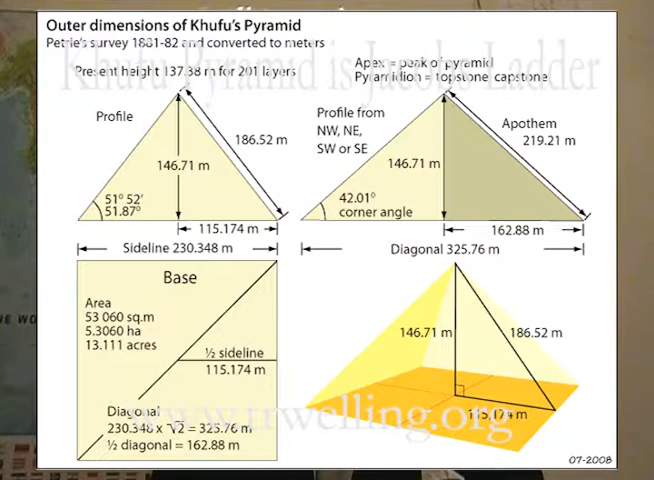 Outer dimensions of Khufu's Pyramid
Petrie's survey 1881-82 and converted to meters
Khufu Pyramid is Jacobs Ladder
Present height 137.38 m for 201 layers
Apex = peak of pyramid
Pyramidion = topstone, capstone
Profile
186.52 m
146.71 m
51° 52'
51.87°
115.174 m
Sideline 230.348 m
Profile from
NW, NE,
SW or SE
Apothem
219.21 m
146.71 m
42.01°
corner angle
162.88 m
Diagonal 325.76 m
Base
Area
53 060 sq.m
5.3060 ha
13.111 acres
½ sideline
115.174 m
Diagonal
230.348 x √2 = 325.76 m
½ diagonal = 162.88 m
146.71 m
186.52 m
115,174 m
www.trwelling.org
07-2008